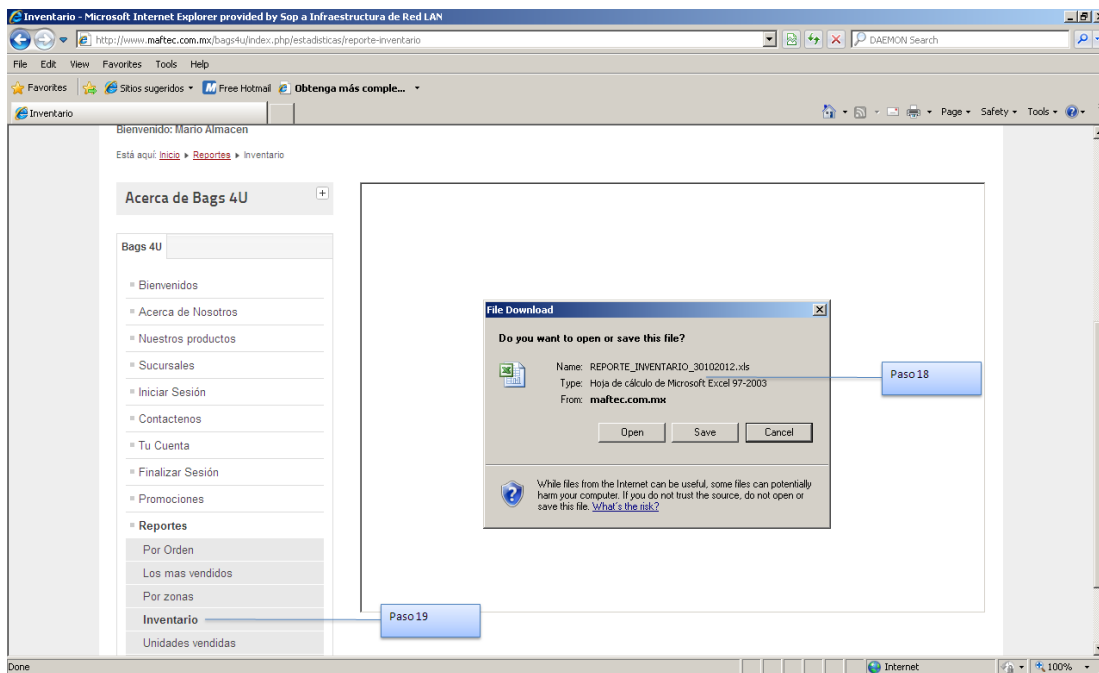 Inventario - Microsoft Internet Explorer provided by Sop a Infraestructura de Red LAN
http://www.maftec.com.mx/bags4u/index.php/estadisticas/reporte-inventario
DAEMON Search
File Edit View Favorites Tools Help
Favorites Sitios sugeridos Free Hotmail Obtenga más comple...
Inventario
Page Safety Tools
Bienvenido: Mario Almacen
Está aquí: Inicio Reportes Inventario
Acerca de Bags 4U
Bags 4U
Bienvenidos
Acerca de Nosotros
Nuestros productos
Sucursales
Iniciar Sesión
Contactenos
Tu Cuenta
Finalizar Sesión
Promociones
Reportes
Por Orden
Los mas vendidos
Por zonas
Inventario
Unidades vendidas
File Download
Do you want to open or save this file?
Name: REPORTE_INVENTARIO_30102012.xls
Type: Hoja de cálculo de Microsoft Excel 97-2003
From: maftec.com.mx
Open Save Cancel
While files from the Internet can be useful, some files can potentially
harm your computer. If you do not trust the source, do not open or
save this file. What's the risk?
Paso 18
Paso 19
Done
Internet
100%